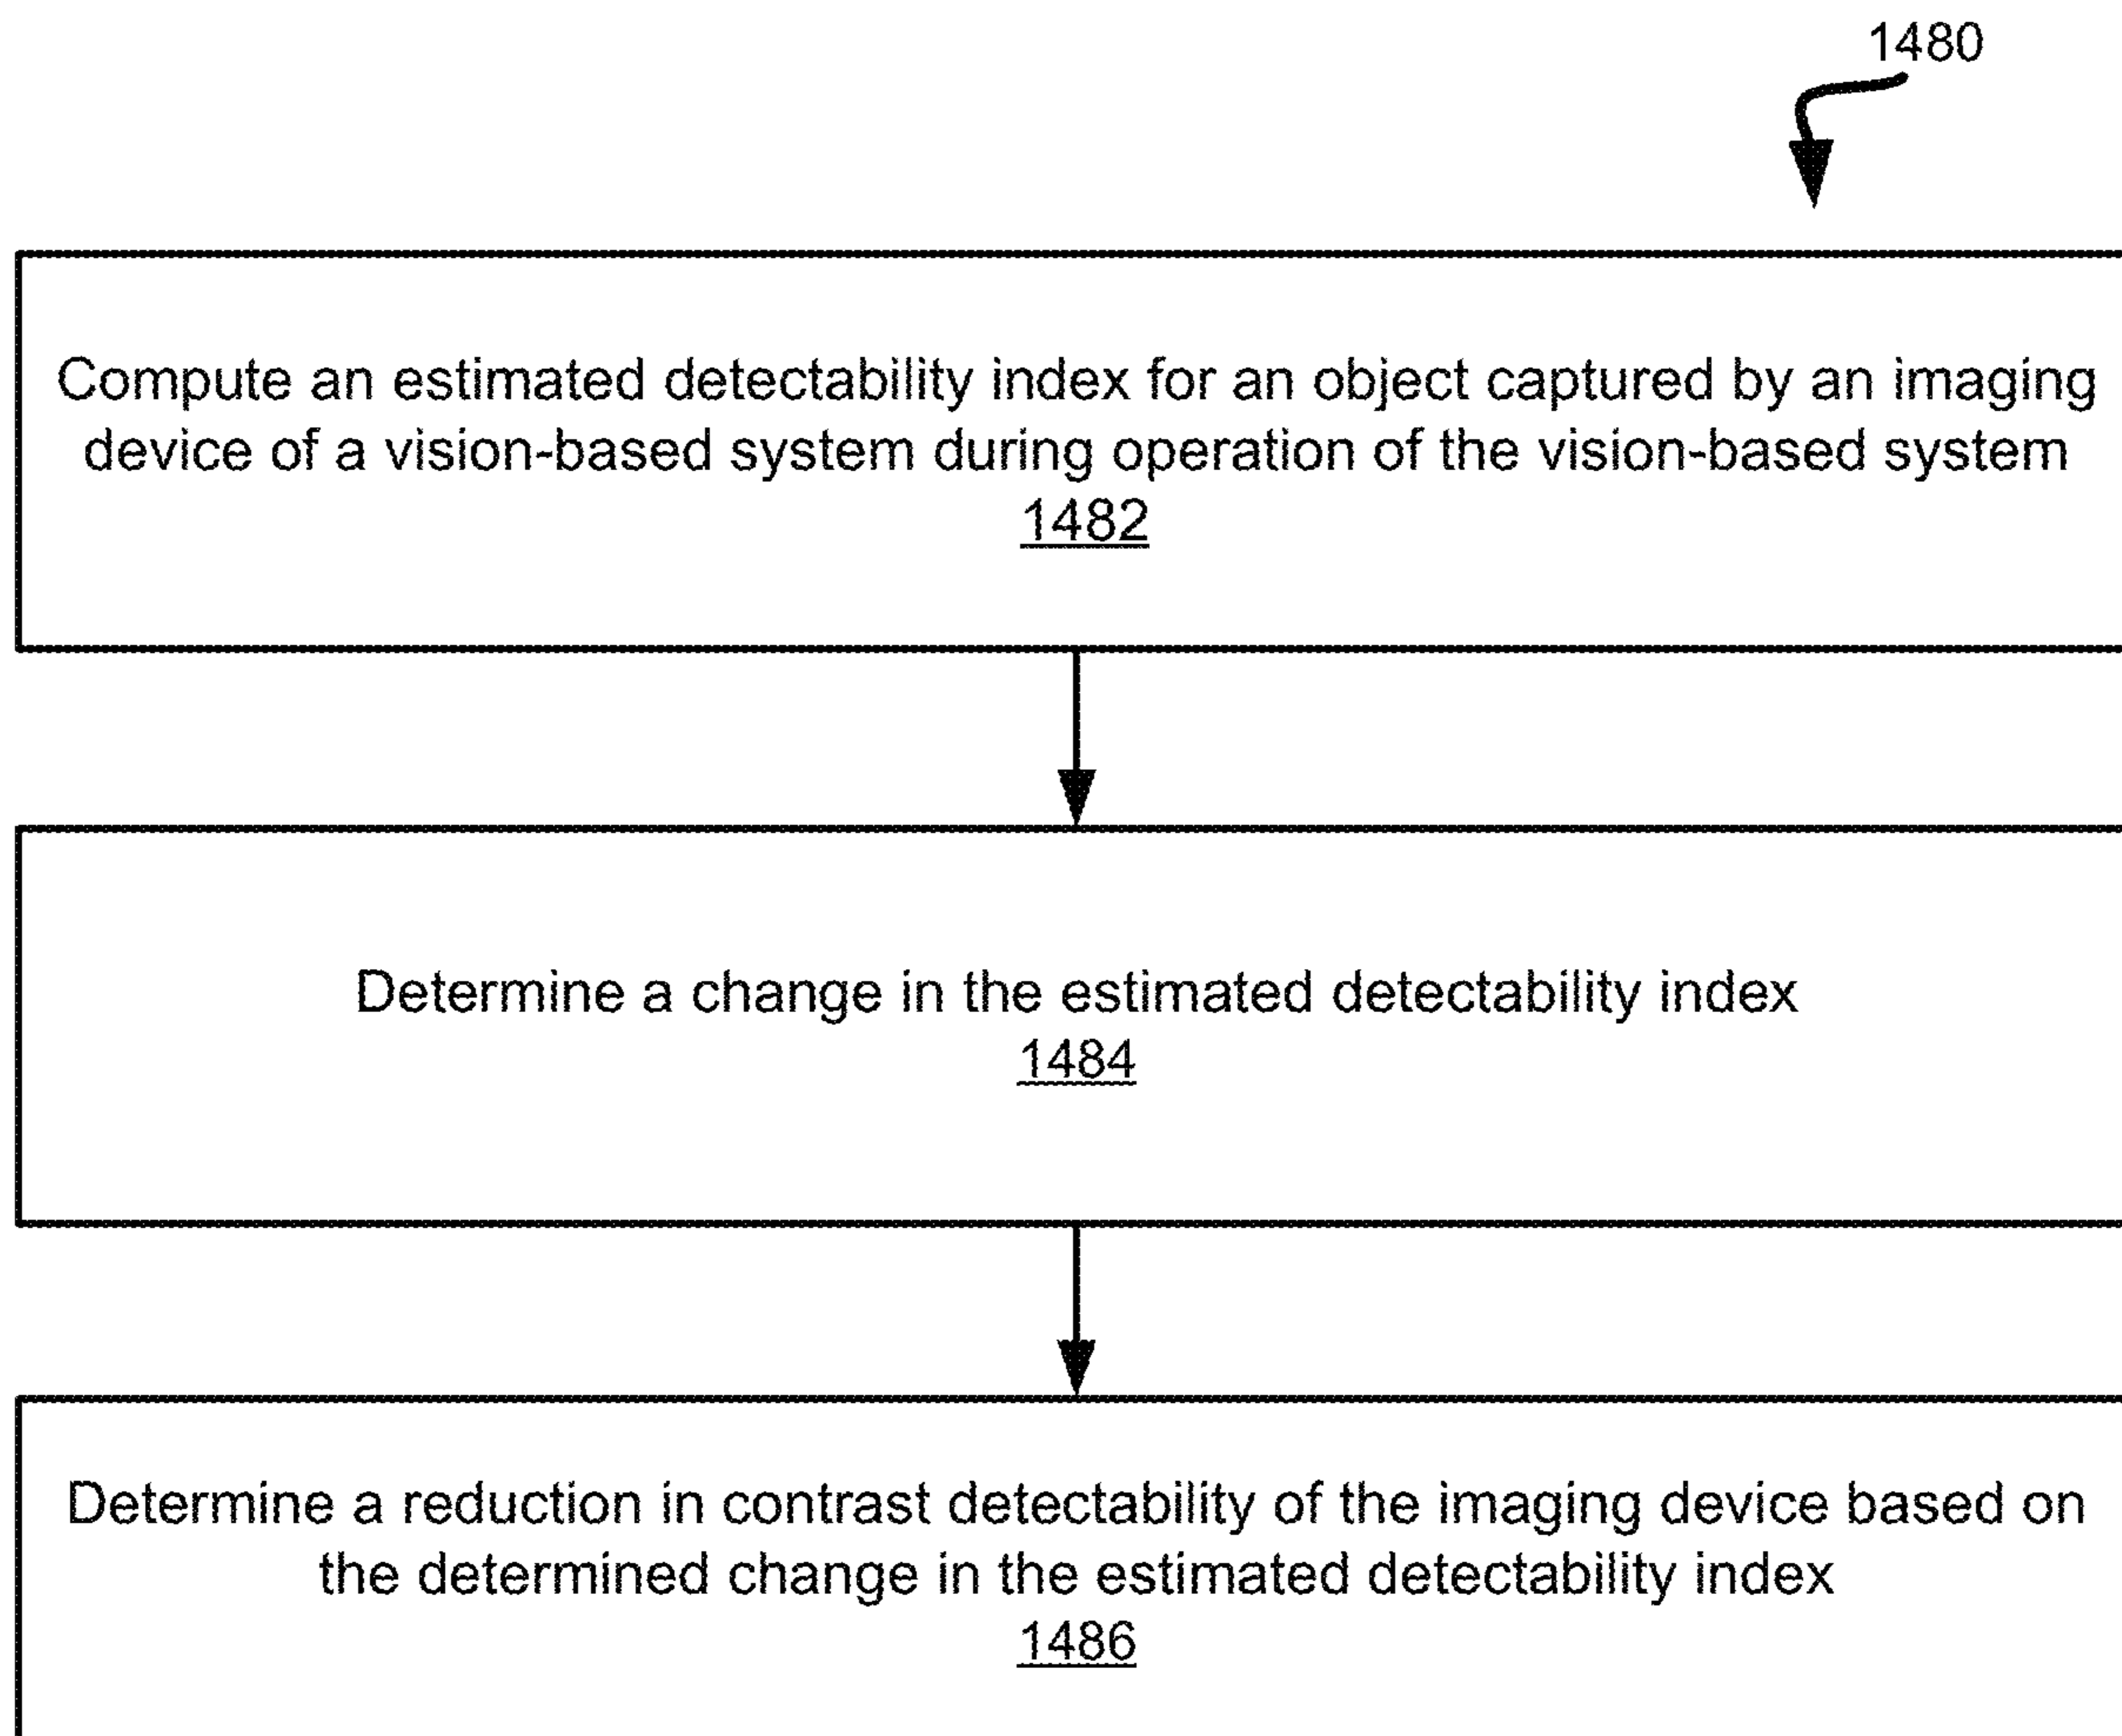 1480
Compute an estimated detectability index for an object captured by an imaging
device of a vision-based system during operation of the vision-based system
1482
Determine a change in the estimated detectability index
1484
Determine a reduction in contrast detectability of the imaging device based on
the determined change in the estimated detectability index
1486